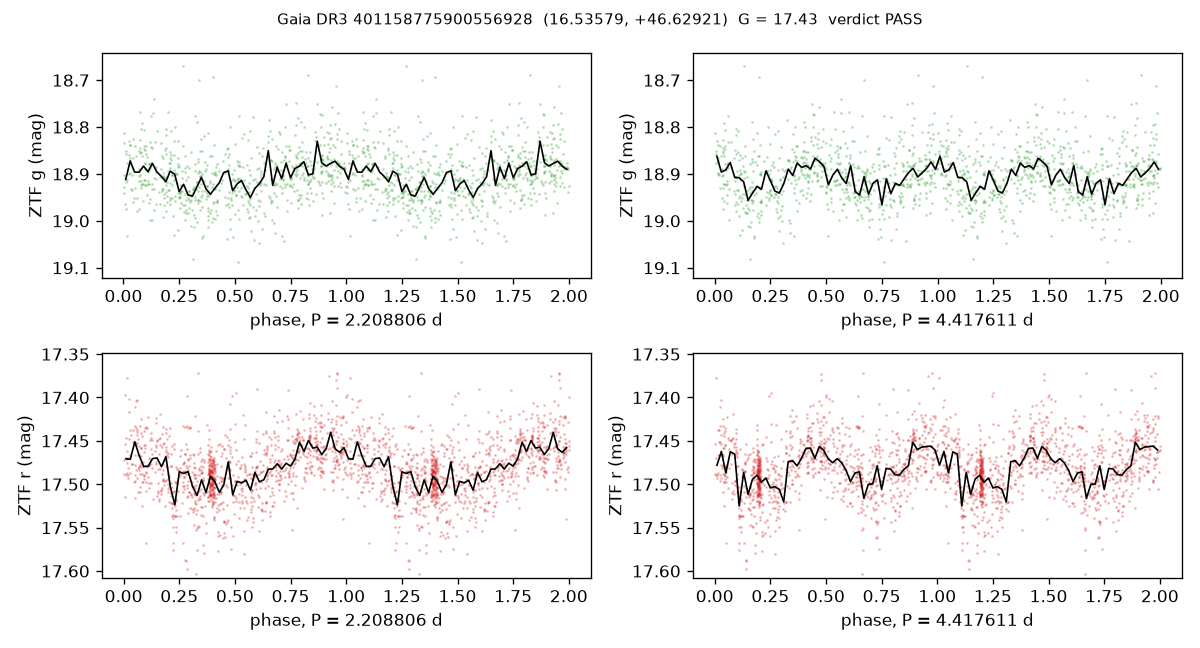 Gaia DR3 401158775900556928 (16.53579, +46.62921) G = 17.43 verdict PASS
ZTF g (mag)
18.7
18.8
18.9
19.0
19.1
0.00 0.25 0.50 0.75 1.00 1.25 1.50 1.75 2.00
phase, P = 2.208806 d
ZTF g (mag)
18.7
18.8
18.9
19.0
19.1
0.00 0.25 0.50 0.75 1.00 1.25 1.50 1.75 2.00
phase, P = 4.417611 d
ZTF r (mag)
17.35
17.40
17.45
17.50
17.55
17.60
0.00 0.25 0.50 0.75 1.00 1.25 1.50 1.75 2.00
phase, P = 2.208806 d
ZTF r (mag)
17.35
17.40
17.45
17.50
17.55
17.60
0.00 0.25 0.50 0.75 1.00 1.25 1.50 1.75 2.00
phase, P = 4.417611 d